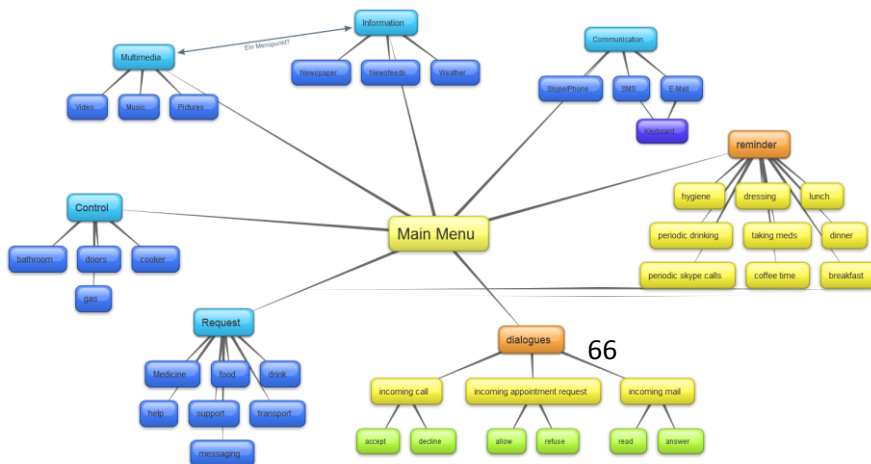 Information
Ein Menüpunkt?
Multimedia
Newspaper
Newsfeeds
Weather
Video
Music
Pictures
Communication
Skype/Phone
SMS
E-Mail
Keyboard
reminder
hygiene
dressing
lunch
periodic drinking
taking meds
dinner
periodic skype calls
coffee time
breakfast
Control
bathroom
doors
cooker
gas
Main Menu
Request
Medicine
food
drink
help
support
transport
messaging
dialogues
66
incoming call
incoming appointment request
incoming mail
accept
decline
allow
refuse
read
answer